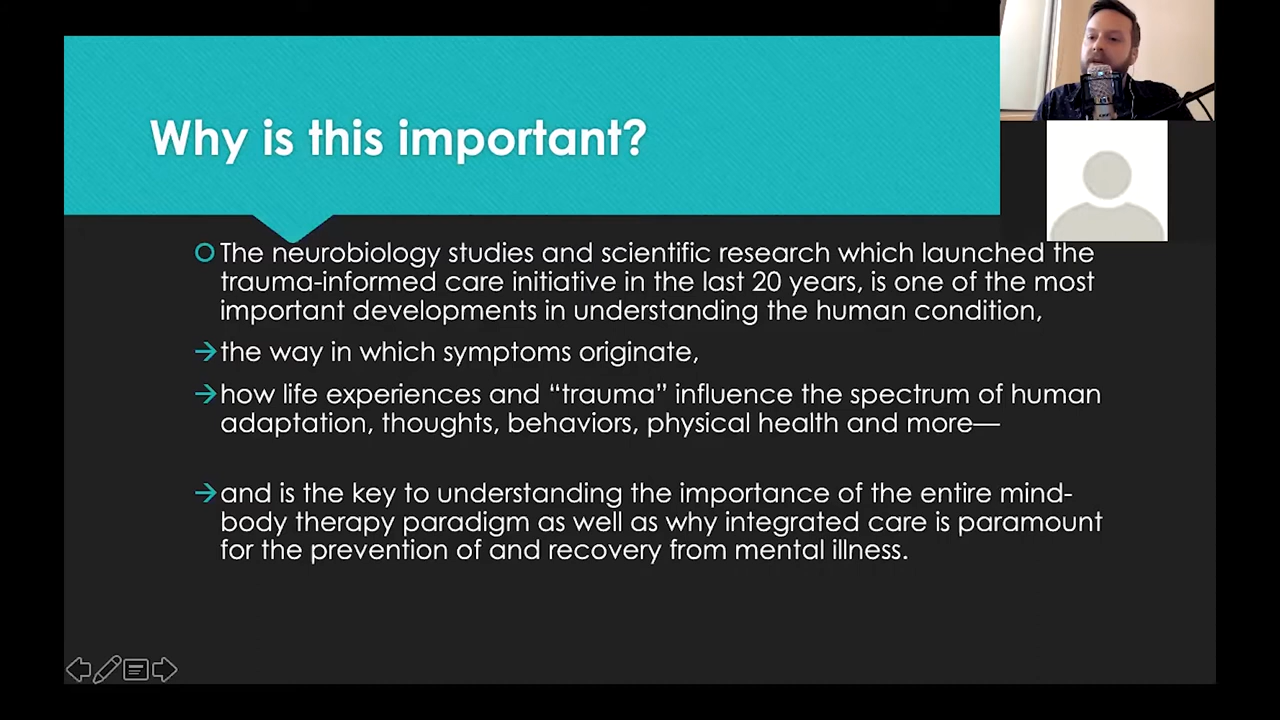 Why is this important?
The neurobiology studies and scientific research which launched the
trauma-informed care initiative in the last 20 years, is one of the most
important developments in understanding the human condition,
the way in which symptoms originate,
how life experiences and “trauma” influence the spectrum of human
adaptation, thoughts, behaviors, physical health and more—
and is the key to understanding the importance of the entire mind-
body therapy paradigm as well as why integrated care is paramount
for the prevention of and recovery from mental illness.